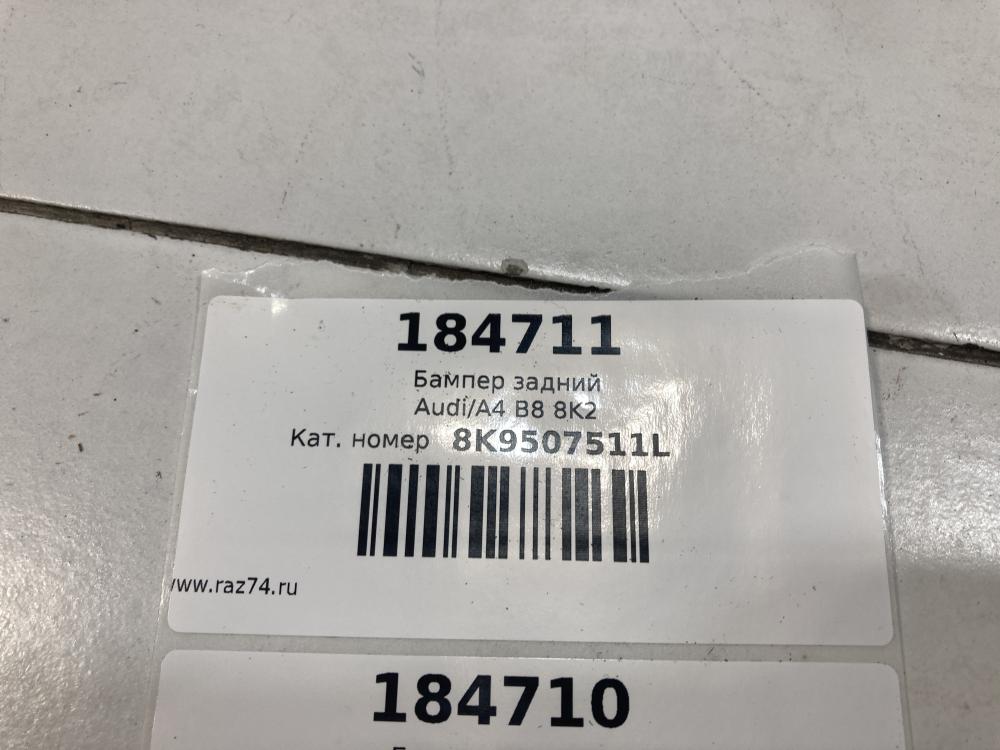 184711
Бампер задний
Audi/A4 B8 8K2
Кат. номер 8K9507511L
www.raz74.ru
184710